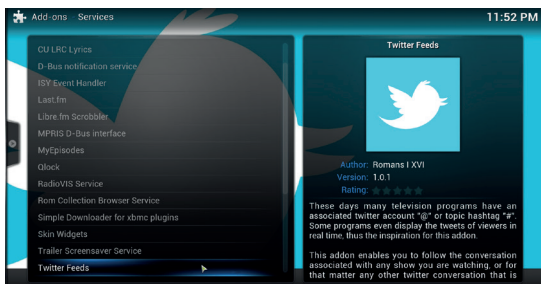 Add-ons Services
11:52 PM
CU LRC Lyrics
D-Bus notification service
ISY Event Handler
Last.fm
Libre.fm Scrobbler
MPRIS D-Bus interface
MyEpisodes
Qlock
RadioVIS Service
Rom Collection Browser Service
Simple Downloader for xbmc plugins
Skin Widgets
Trailer Screensaver Service
Twitter Feeds
Twitter Feeds
Author: Romans I XVI
Version: 1.0.1
Rating:
These days many television programs have an
associated twitter account "@" or topic hashtag "#".
Some programs even display the tweets of viewers in
real time, thus the inspiration for this addon.
This addon enables you to follow the conversation
associated with any show you are watching, or for
that matter any other twitter conversation that is